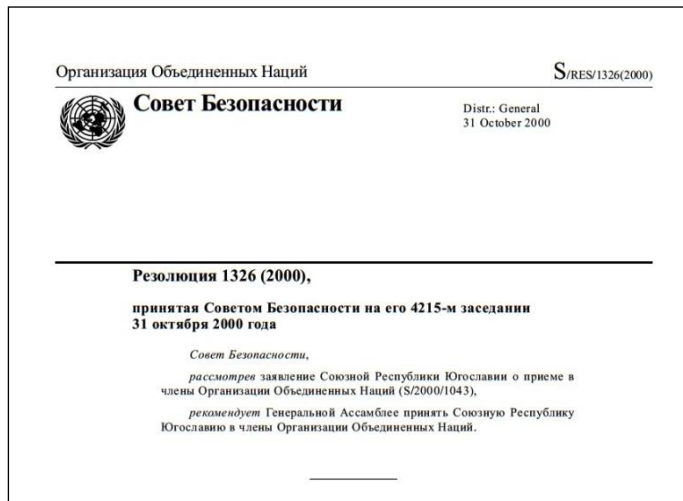 Организация Объединенных Наций
S/RES/1326(2000)
Совет Безопасности
Distr.: General
31 October 2000
Резолюция 1326 (2000),
принятая Советом Безопасности на его 4215-м заседании
31 октября 2000 года
Совет Безопасности,
рассмотрев заявление Союзной Республики Югославии о приеме в
члены Организации Объединенных Наций (S/2000/1043),
рекомендует Генеральной Ассамблее принять Союзную Республику
Югославию в члены Организации Объединенных Наций.